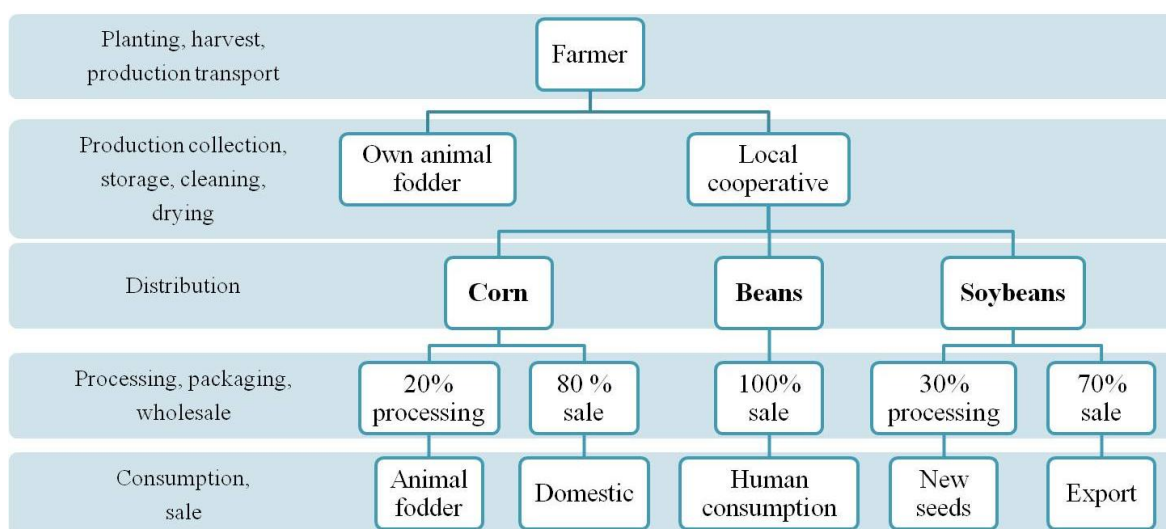 Planting, harvest,
production transport
Farmer
Production collection,
storage, cleaning,
drying
Own animal
fodder
Local
cooperative
Distribution
Corn
Beans
Soybeans
Processing, packaging,
wholesale
20%
processing
80 %
sale
100%
sale
30%
processing
70%
sale
Consumption,
sale
Animal
fodder
Domestic
Human
consumption
New
seeds
Export